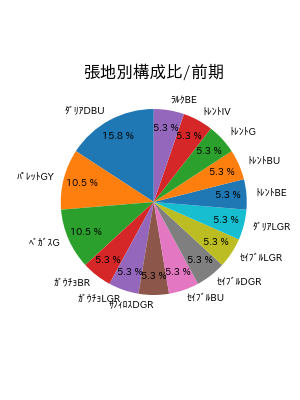 張地別構成比/前期
ﾗﾙｸBE
ﾄﾚﾝﾄIV
ﾄﾚﾝﾄG
ﾄﾚﾝﾄBU
ﾄﾚﾝﾄBE
ﾀﾞﾘｱLGR
ｾｲﾌﾞﾙLGR
ｾｲﾌﾞﾙDGR
ｾｲﾌﾞﾙBU
ｻﾌｨﾛｽDGR
ｶﾞｳﾁｮLGR
ｶﾞｳﾁｮBR
ﾍﾟｶﾞｽG
ﾊﾟﾚｯﾄGY
ﾀﾞﾘｱDBU
5.3 %
5.3 %
5.3 %
5.3 %
5.3 %
5.3 %
5.3 %
5.3 %
5.3 %
5.3 %
5.3 %
5.3 %
10.5 %
10.5 %
15.8 %